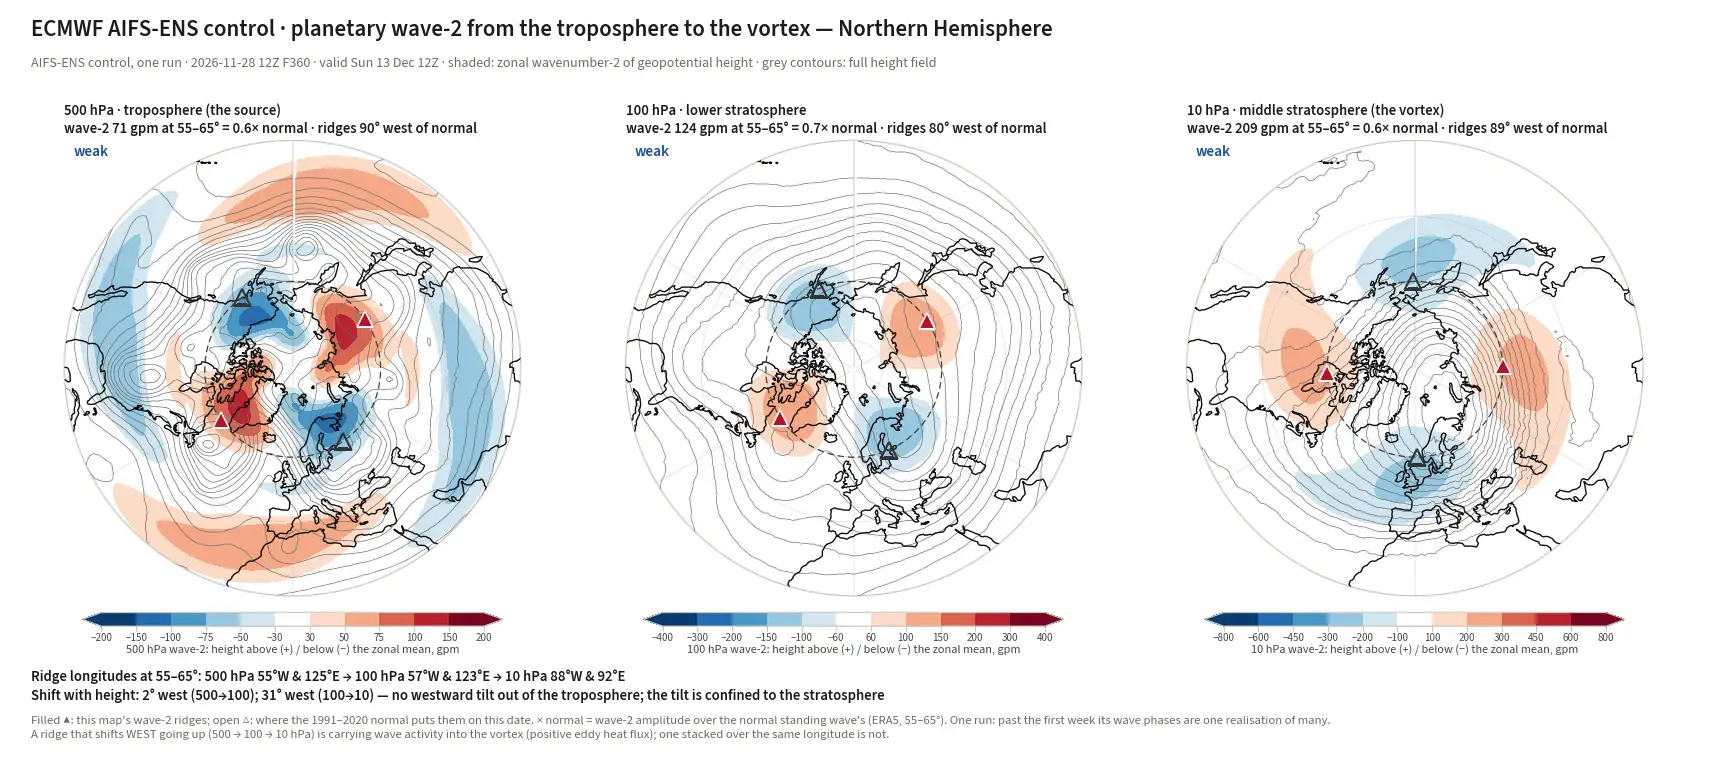 ECMWF AIFS-ENS control · planetary wave-2 from the troposphere to the vortex — Northern Hemisphere
AIFS-ENS control, one run · 2026-11-28 12Z F360 · valid Sun 13 Dec 12Z · shaded: zonal wavenumber-2 of geopotential height · grey contours: full height field
500 hPa · troposphere (the source)
wave-2 71 gpm at 55–65° = 0.6× normal · ridges 90° west of normal
weak
100 hPa · lower stratosphere
wave-2 124 gpm at 55–65° = 0.7× normal · ridges 80° west of normal
weak
10 hPa · middle stratosphere (the vortex)
wave-2 209 gpm at 55–65° = 0.6× normal · ridges 89° west of normal
weak
−200 −150 −100 −75 −50 −30 30 50 75 100 150 200
500 hPa wave-2: height above (+) / below (−) the zonal mean, gpm
−400 −300 −200 −150 −100 −60 60 100 150 200 300 400
100 hPa wave-2: height above (+) / below (−) the zonal mean, gpm
−800 −600 −450 −300 −200 −100 100 200 300 450 600 800
10 hPa wave-2: height above (+) / below (−) the zonal mean, gpm
Ridge longitudes at 55–65°: 500 hPa 55°W & 125°E → 100 hPa 57°W & 123°E → 10 hPa 88°W & 92°E
Shift with height: 2° west (500→100); 31° west (100→10) — no westward tilt out of the troposphere; the tilt is confined to the stratosphere
Filled ▲: this map's wave-2 ridges; open △: where the 1991–2020 normal puts them on this date. × normal = wave-2 amplitude over the normal standing wave's (ERA5, 55–65°). One run: past the first week its wave phases are one realisation of many.
A ridge that shifts WEST going up (500 → 100 → 10 hPa) is carrying wave activity into the vortex (positive eddy heat flux); one stacked over the same longitude is not.